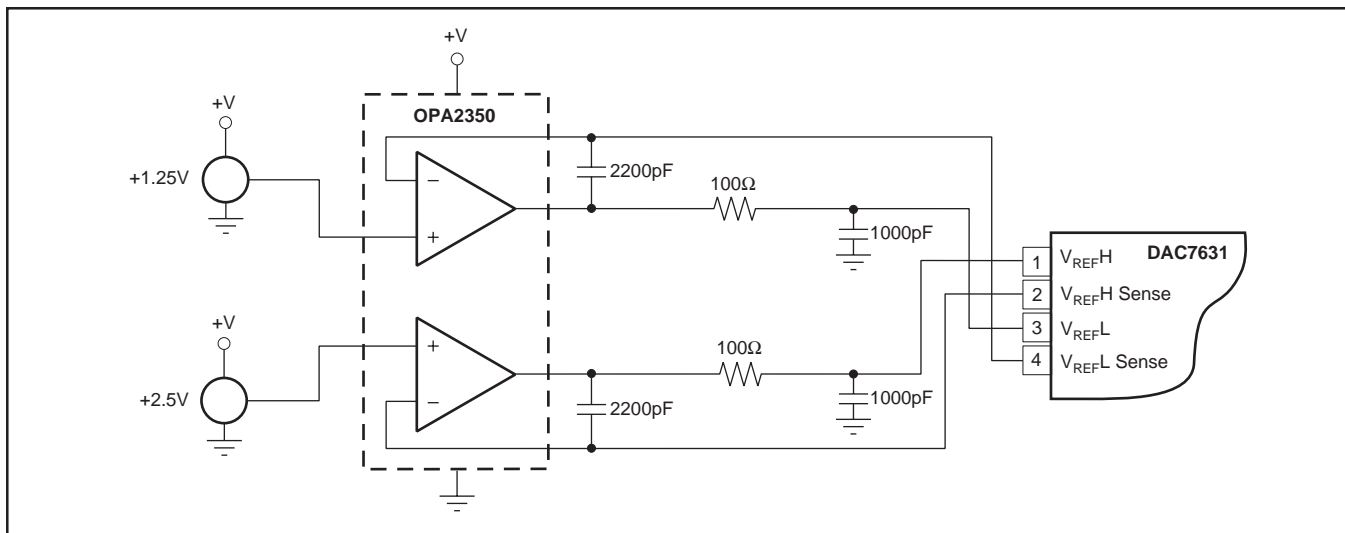 +V
+V
OPA2350
+1.25V
2200pF
100Ω
1000pF
DAC7631
1 VREFH
2 VREFH Sense
3 VREFL
4 VREFL Sense
+V
+2.5V
100Ω
2200pF
1000pF